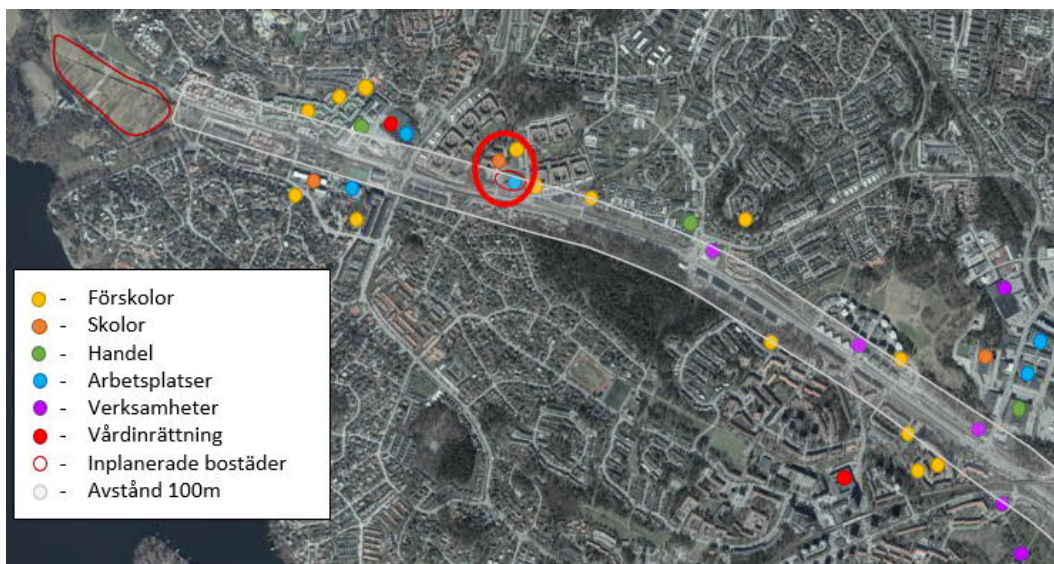 - Förskolor
- Skolor
- Handel
- Arbetsplatser
- Verksamheter
- Vårdinrättning
- Inplanerade bostäder
- Avstånd 100m